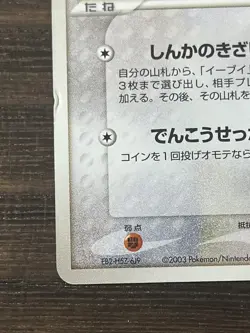 たね
しんかのきざ
自分の山札から、「イーブイ」
3枚まで選び出し、相手プレ
加える。その後、その山札を
でんこうせっ
コインを1回投げオモテなら
弱点
抵抗
©2003 Pokémon/Nintendo